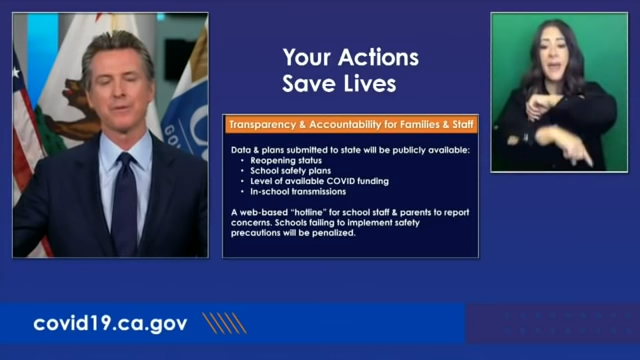 Your Actions
Save Lives
Transparency & Accountability for Families & Staff
Data & plans submitted to state will be publicly available:
• Reopening status
• School safety plans
• Level of available COVID funding
• In-school transmissions
A web-based “hotline” for school staff & parents to report
concerns. Schools failing to implement safety
precautions will be penalized.
covid19.ca.gov